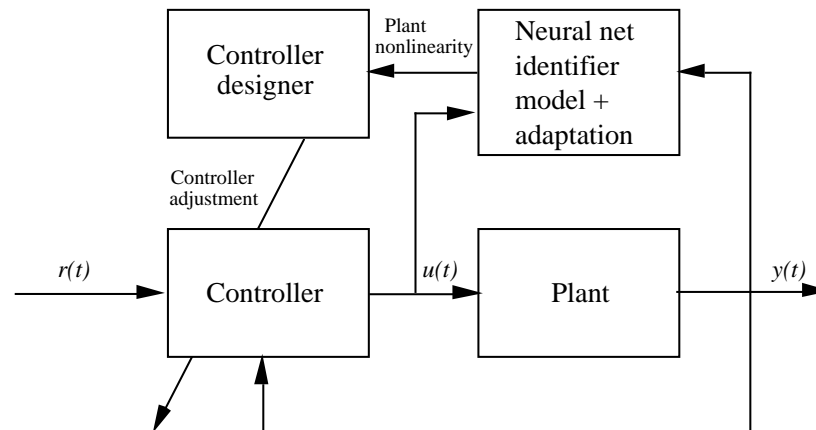 Controller
designer
Plant
nonlinearity
Neural net
identifier
model +
adaptation
Controller
adjustment
r(t)
Controller
u(t)
Plant
y(t)